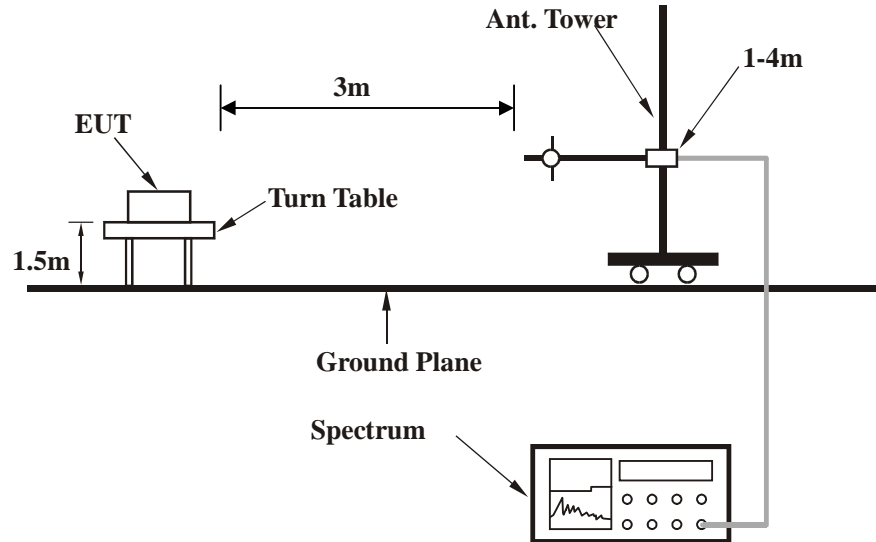 Ant. Tower
1-4m
3m
EUT
Turn Table
1.5m
Ground Plane
Spectrum